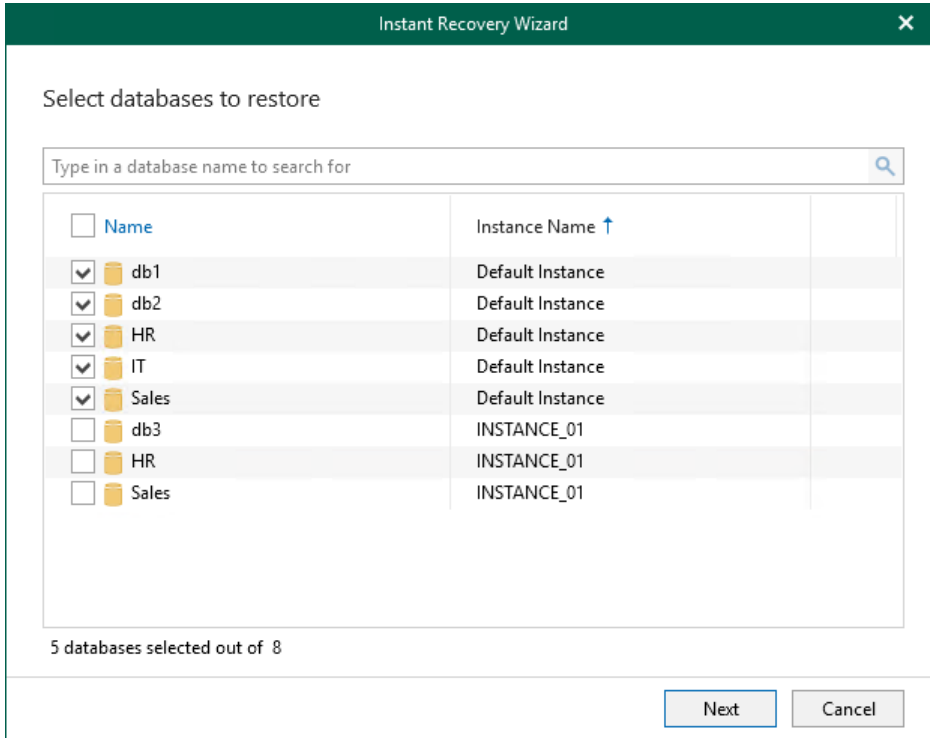 Instant Recovery Wizard
Select databases to restore
Type in a database name to search for
Name Instance Name
db1 Default Instance
db2 Default Instance
HR Default Instance
IT Default Instance
Sales Default Instance
db3 INSTANCE_01
HR INSTANCE_01
Sales INSTANCE_01
5 databases selected out of 8
Next Cancel